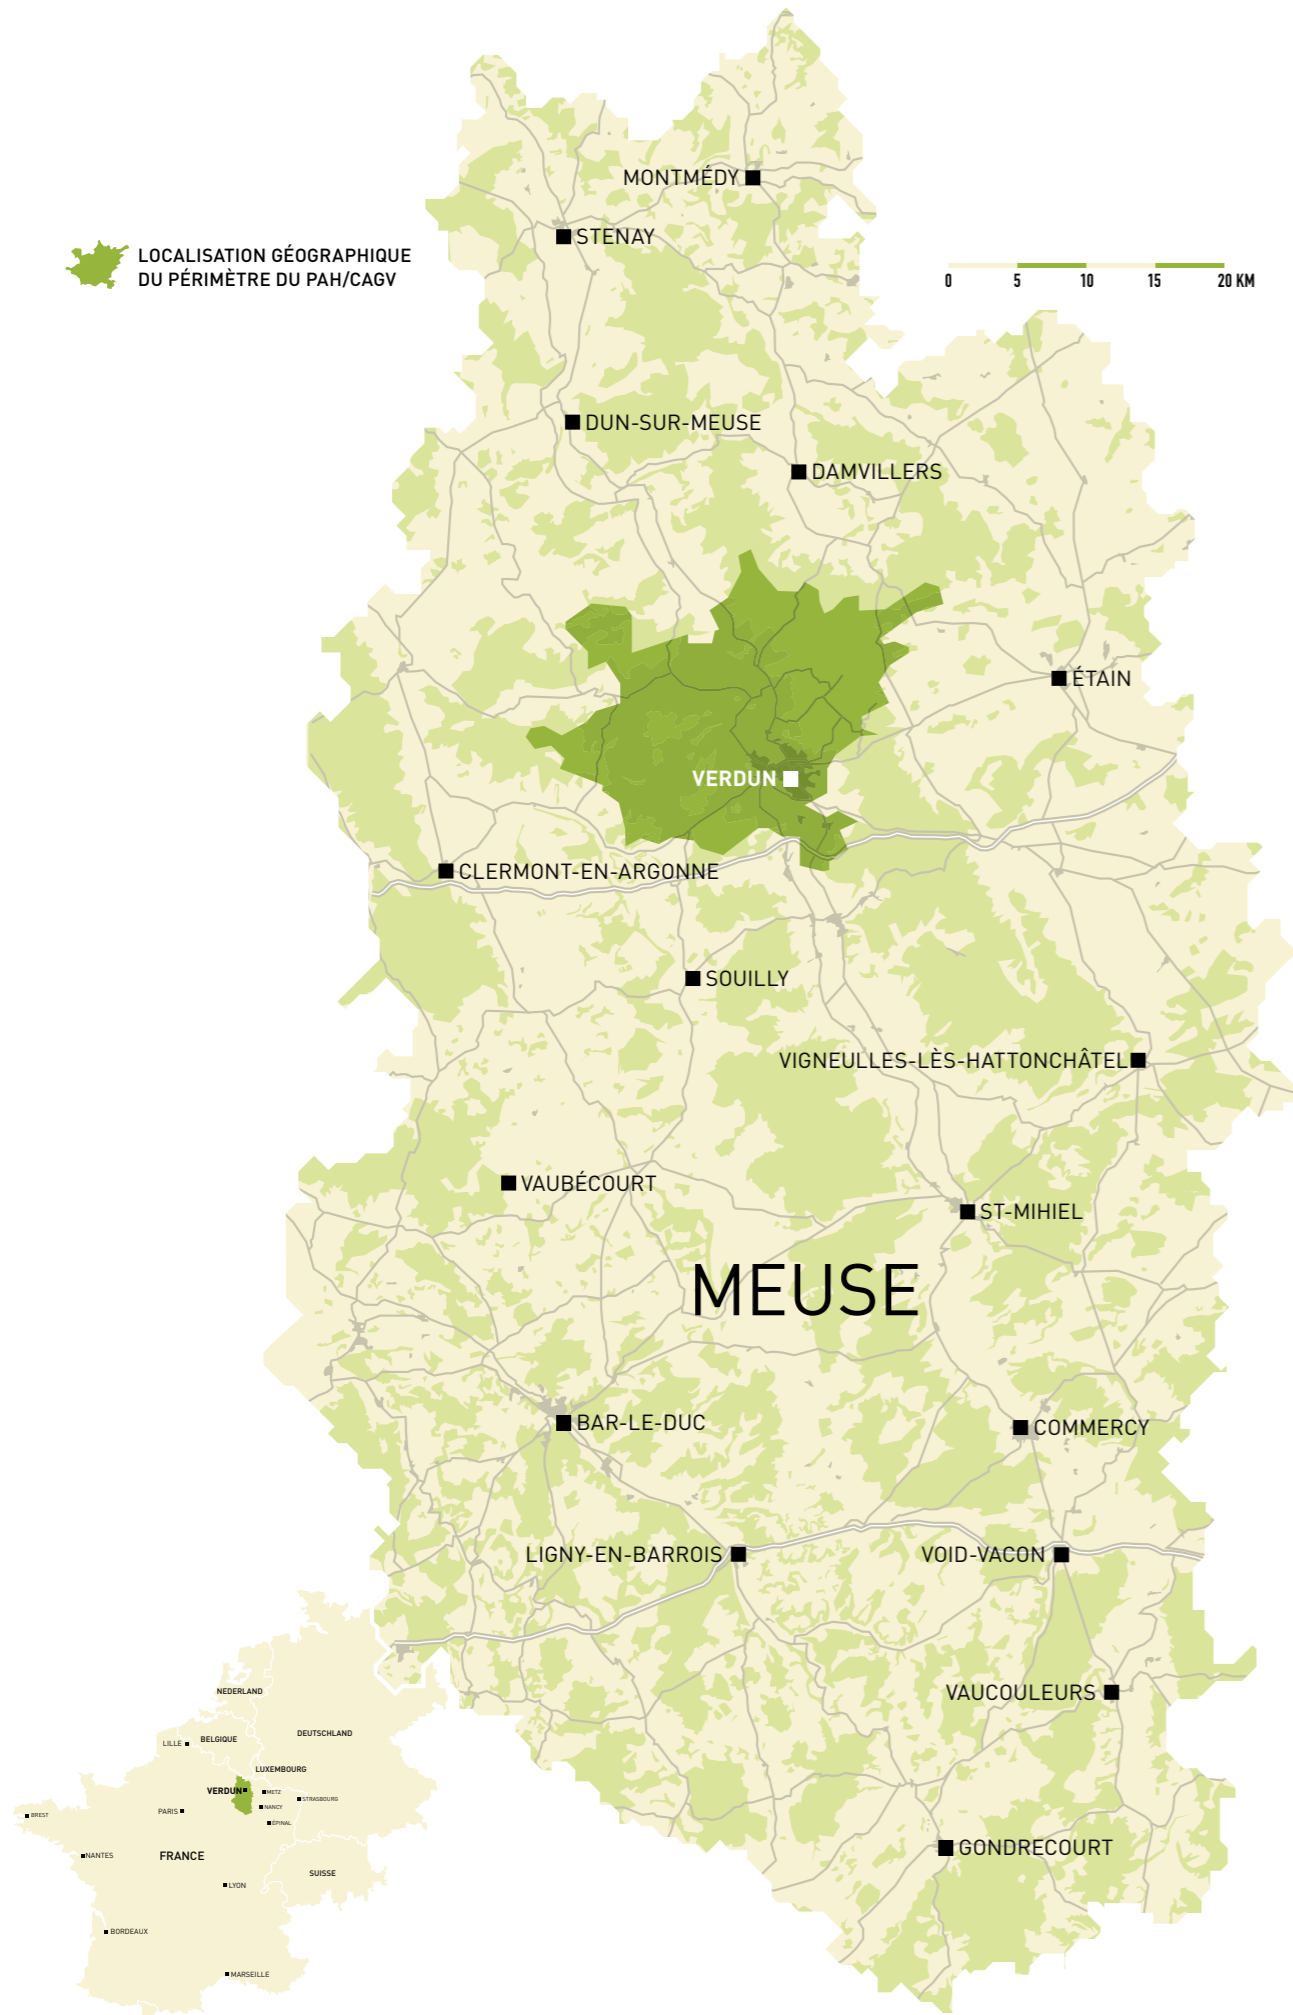 MONTMÉDY
STENAY
LOCALISATION GÉOGRAPHIQUE
DU PÉRIMÈTRE DU PAH/CAGV
0 5 10 15 20 KM
DUN-SUR-MEUSE
DAMVILLERS
ÉTAIN
VERDUN
CLERMONT-EN-ARGONNE
SOUILLY
VIGNEULLES-LÈS-HATTONCHÂTEL
VAUBÉCOURT
ST-MIHIEL
MEUSE
BAR-LE-DUC
COMMERCY
LIGNY-EN-BARROIS
VOID-VACON
VAUCOULEURS
GONDRECOURT
NEDERLAND
DEUTSCHLAND
BELGIQUE
LILLE
LUXEMBOURG
VERDUN
METZ
STRASBOURG
NANCY
PARIS
BREST
ÉPINAL
NANTES
FRANCE
SUISSE
LYON
BORDEAUX
MARSEILLE